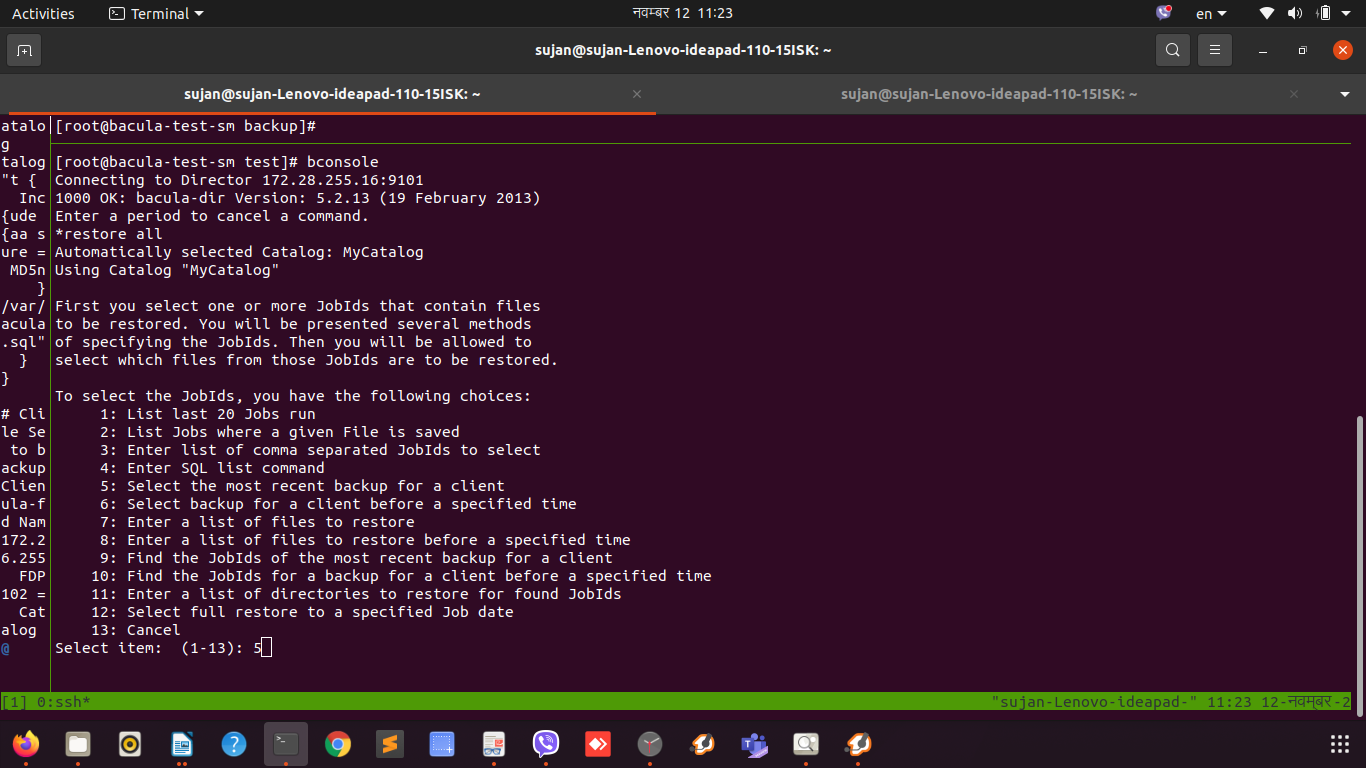 Activities
Terminal
नवम्बर 12 11:23
en
sujan@sujan-Lenovo-ideapad-110-15ISK: ~
sujan@sujan-Lenovo-ideapad-110-15ISK: ~
sujan@sujan-Lenovo-ideapad-110-15ISK: ~
atalo
g
talog
"t {
Inc
{ude
{aa s
ure =
MD5n
}
/var/
acula
.sql"
}
}
# Cli
le Se
to b
ackup
Clien
ula-f
d Nam
172.2
6.255
FDP
102 =
Cat
alog
@
[root@bacula-test-sm backup]#
[root@bacula-test-sm test]# bconsole
Connecting to Director 172.28.255.16:9101
1000 OK: bacula-dir Version: 5.2.13 (19 February 2013)
Enter a period to cancel a command.
*restore all
Automatically selected Catalog: MyCatalog
Using Catalog "MyCatalog"
First you select one or more JobIds that contain files
to be restored. You will be presented several methods
of specifying the JobIds. Then you will be allowed to
select which files from those JobIds are to be restored.
To select the JobIds, you have the following choices:
1: List last 20 Jobs run
2: List Jobs where a given File is saved
3: Enter list of comma separated JobIds to select
4: Enter SQL list command
5: Select the most recent backup for a client
6: Select backup for a client before a specified time
7: Enter a list of files to restore
8: Enter a list of files to restore before a specified time
9: Find the JobIds of the most recent backup for a client
10: Find the JobIds for a backup for a client before a specified time
11: Enter a list of directories to restore for found JobIds
12: Select full restore to a specified Job date
13: Cancel
Select item: (1-13): 5
[1] 0:ssh*
"sujan-Lenovo-ideapad-" 11:23 12-नवम्बर-2